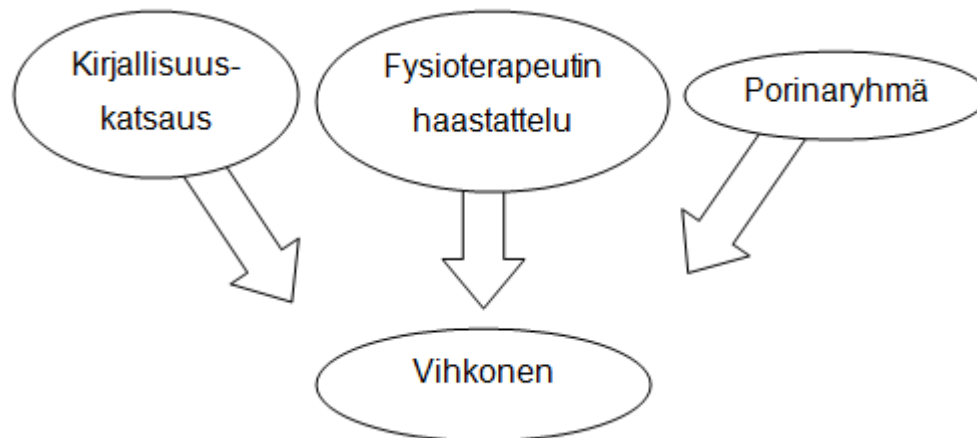 Kirjallisuus-
katsaus
Fysioterapeutin
haastattelu
Porinaryhmä
Vihkonen